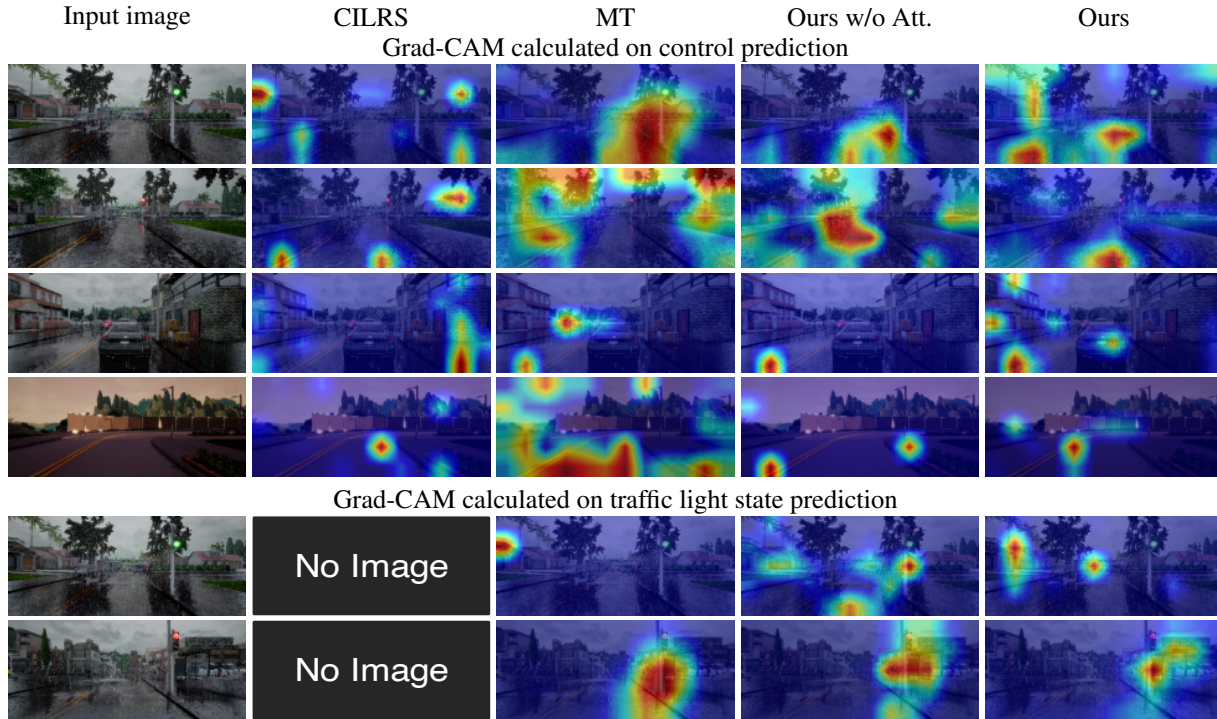 Input image CILRS MT Ours w/o Att. Ours
Grad-CAM calculated on control prediction
Grad-CAM calculated on traffic light state prediction
No Image
No Image